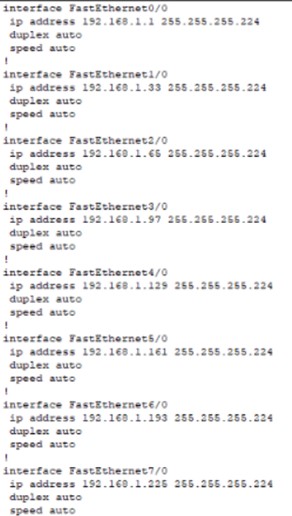 interface FastEthernet0/0
 ip address 192.168.1.1 255.255.255.224
 duplex auto
 speed auto
!
interface FastEthernet1/0
 ip address 192.168.1.33 255.255.255.224
 duplex auto
 speed auto
!
interface FastEthernet2/0
 ip address 192.168.1.65 255.255.255.224
 duplex auto
 speed auto
!
interface FastEthernet3/0
 ip address 192.168.1.97 255.255.255.224
 duplex auto
 speed auto
!
interface FastEthernet4/0
 ip address 192.168.1.129 255.255.255.224
 duplex auto
 speed auto
!
interface FastEthernet5/0
 ip address 192.168.1.161 255.255.255.224
 duplex auto
 speed auto
!
interface FastEthernet6/0
 ip address 192.168.1.193 255.255.255.224
 duplex auto
 speed auto
!
interface FastEthernet7/0
 ip address 192.168.1.225 255.255.255.224
 duplex auto
 speed auto